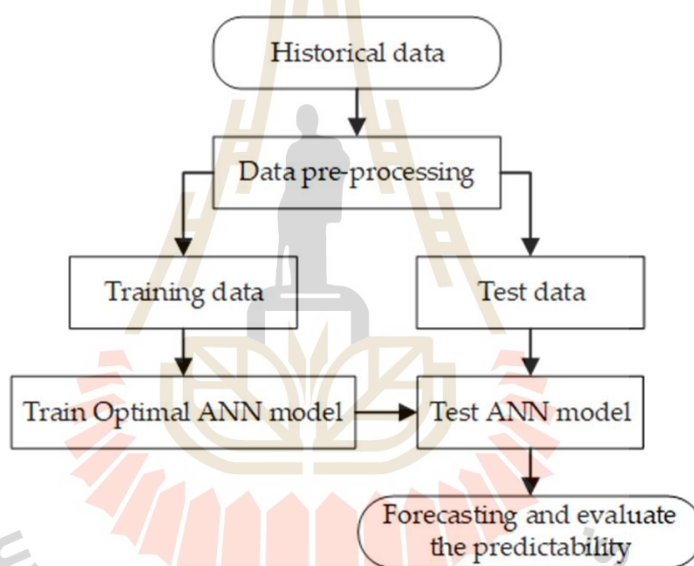 Historical data
Data pre-processing
Training data
Test data
Train Optimal ANN model
Test ANN model
Forecasting and evaluate
the predictability